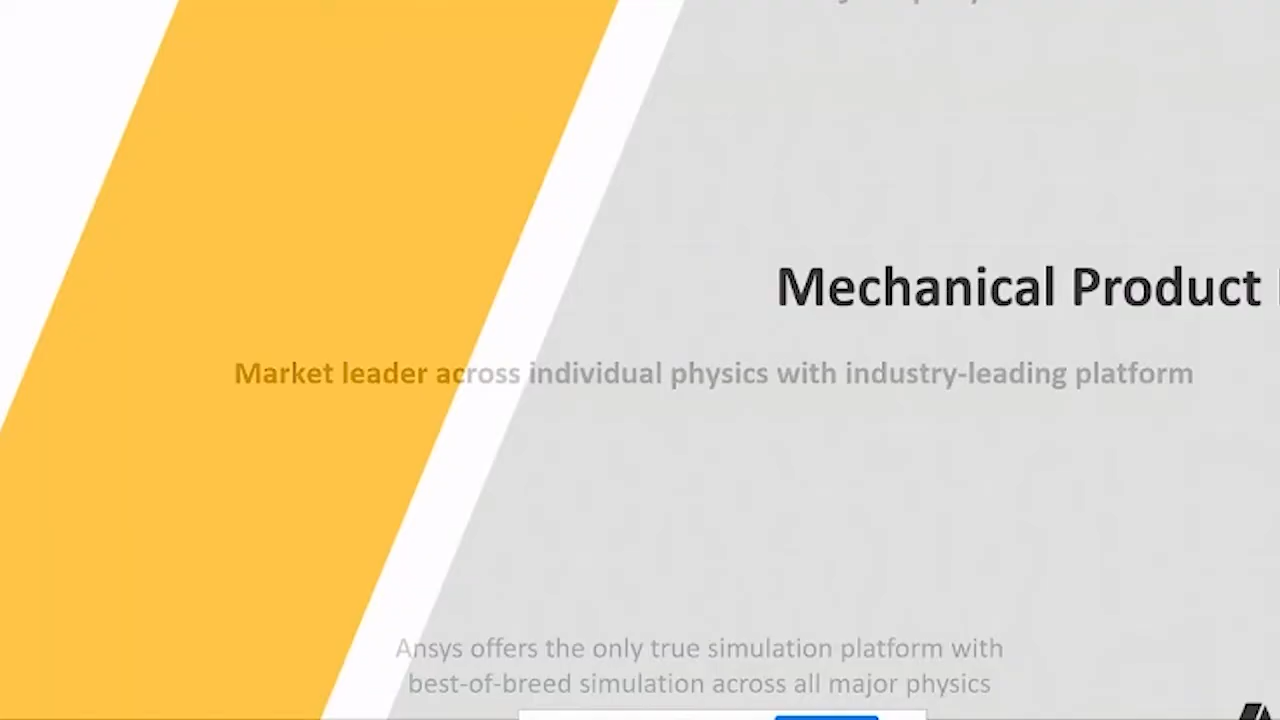 Mechanical Product
Market leader across individual physics with industry-leading platform
Ansys offers the only true simulation platform with
best-of-breed simulation across all major physics